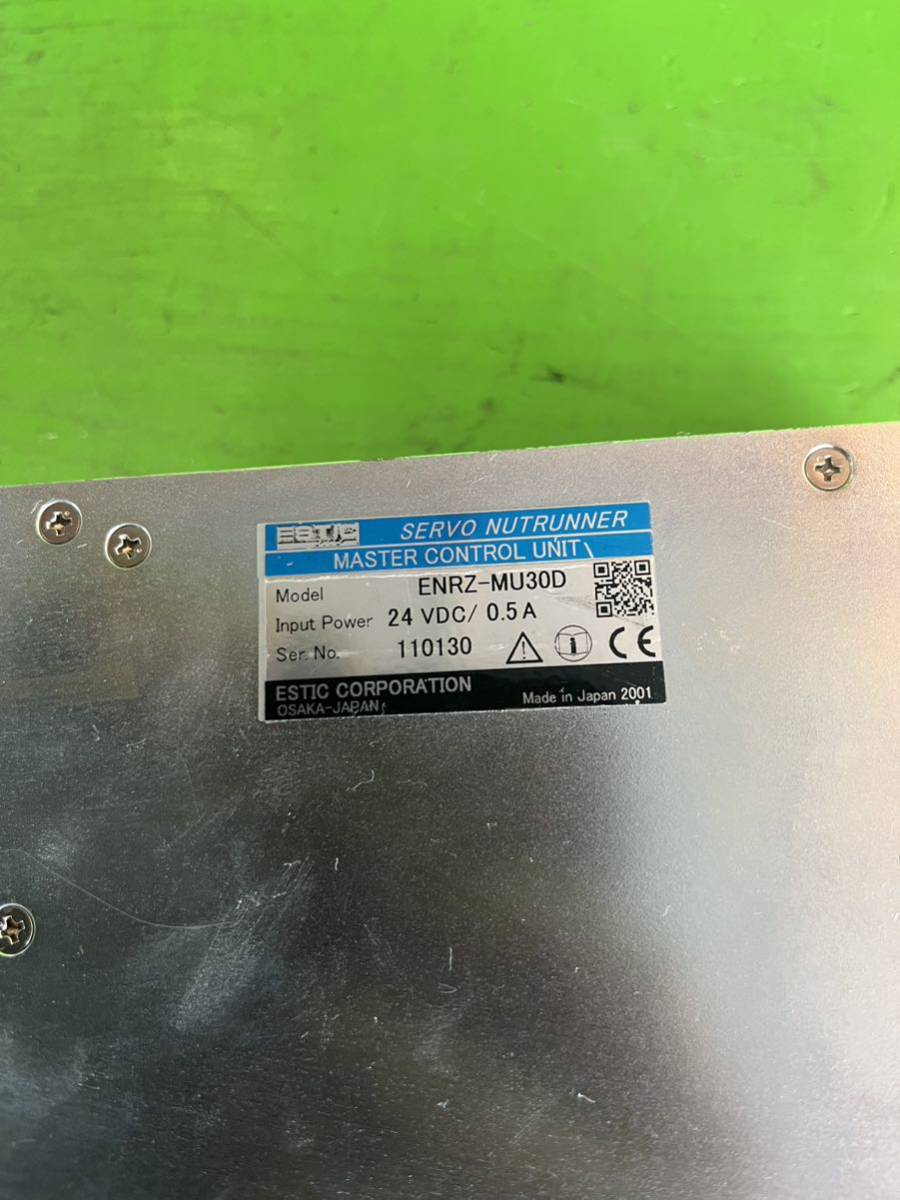 ESTIC SERVO NUTRUNNER
MASTER CONTROL UNIT
Model ENRZ-MU30D
Input Power 24 VDC/ 0.5 A
Ser. No. 110130
CE
ESTIC CORPORATION
OSAKA-JAPAN
Made in Japan 2001